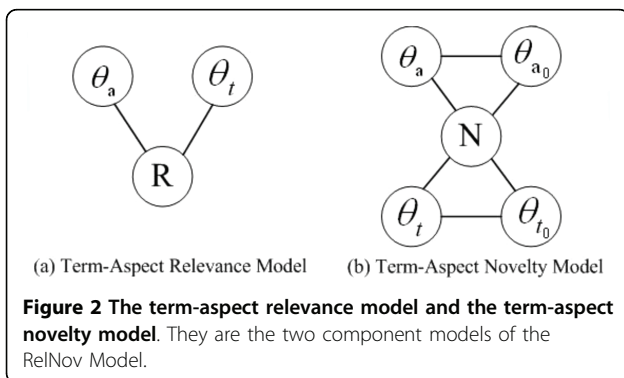 θa θt
R
(a) Term-Aspect Relevance Model
θa θa0
N
θt θt0
(b) Term-Aspect Novelty Model
Figure 2 The term-aspect relevance model and the term-aspect
novelty model. They are the two component models of the
RelNov Model.